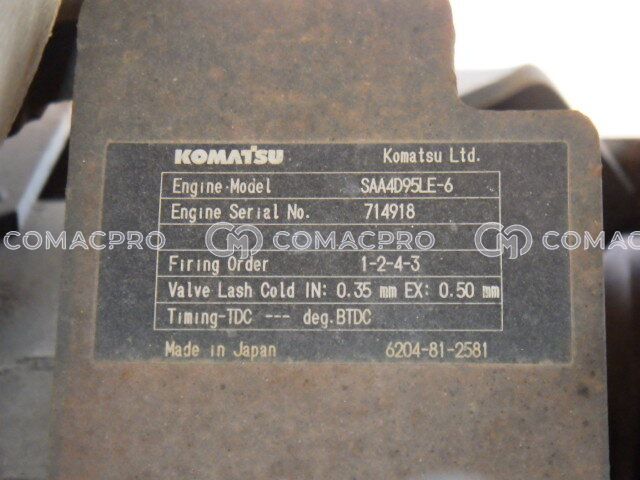 KOMATSU Komatsu Ltd.
Engine Model SAA4D95LE-6
Engine Serial No. 714918
COMACPRO COMACPRO COMACPRO
Firing Order 1-2-4-3
Valve Lash Cold IN: 0.35 mm EX: 0.50 mm
Timing-TDC --- deg.BTDC
Made in Japan 6204-81-2581